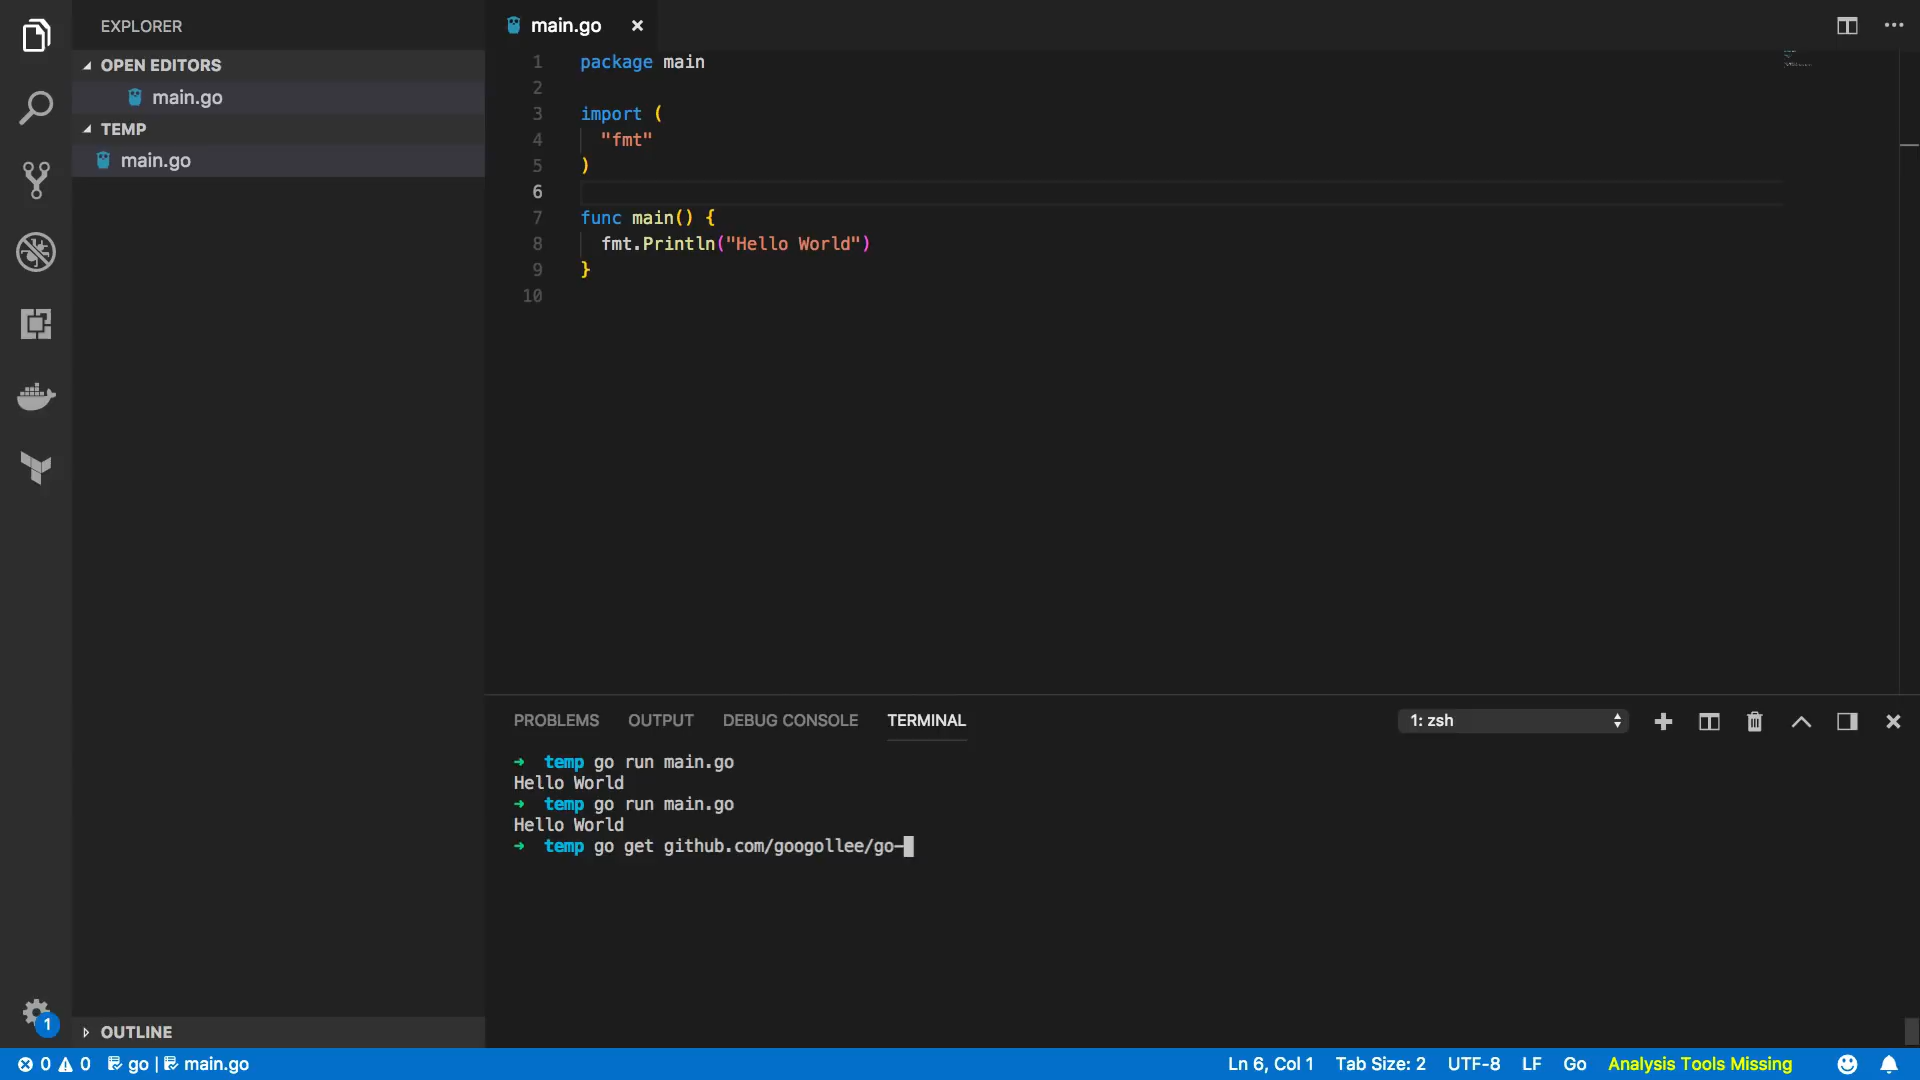 EXPLORER
OPEN EDITORS
main.go
TEMP
main.go
OUTLINE
1
main.go
1 package main
2
3 import (
4 "fmt"
5 )
6
7 func main() {
8 fmt.Println("Hello World")
9 }
10
PROBLEMS OUTPUT DEBUG CONSOLE TERMINAL 1: zsh
➜ temp go run main.go
Hello World
➜ temp go run main.go
Hello World
➜ temp go get github.com/googollee/go-
0 0 go | main.go Ln 6, Col 1 Tab Size: 2 UTF-8 LF Go Analysis Tools Missing